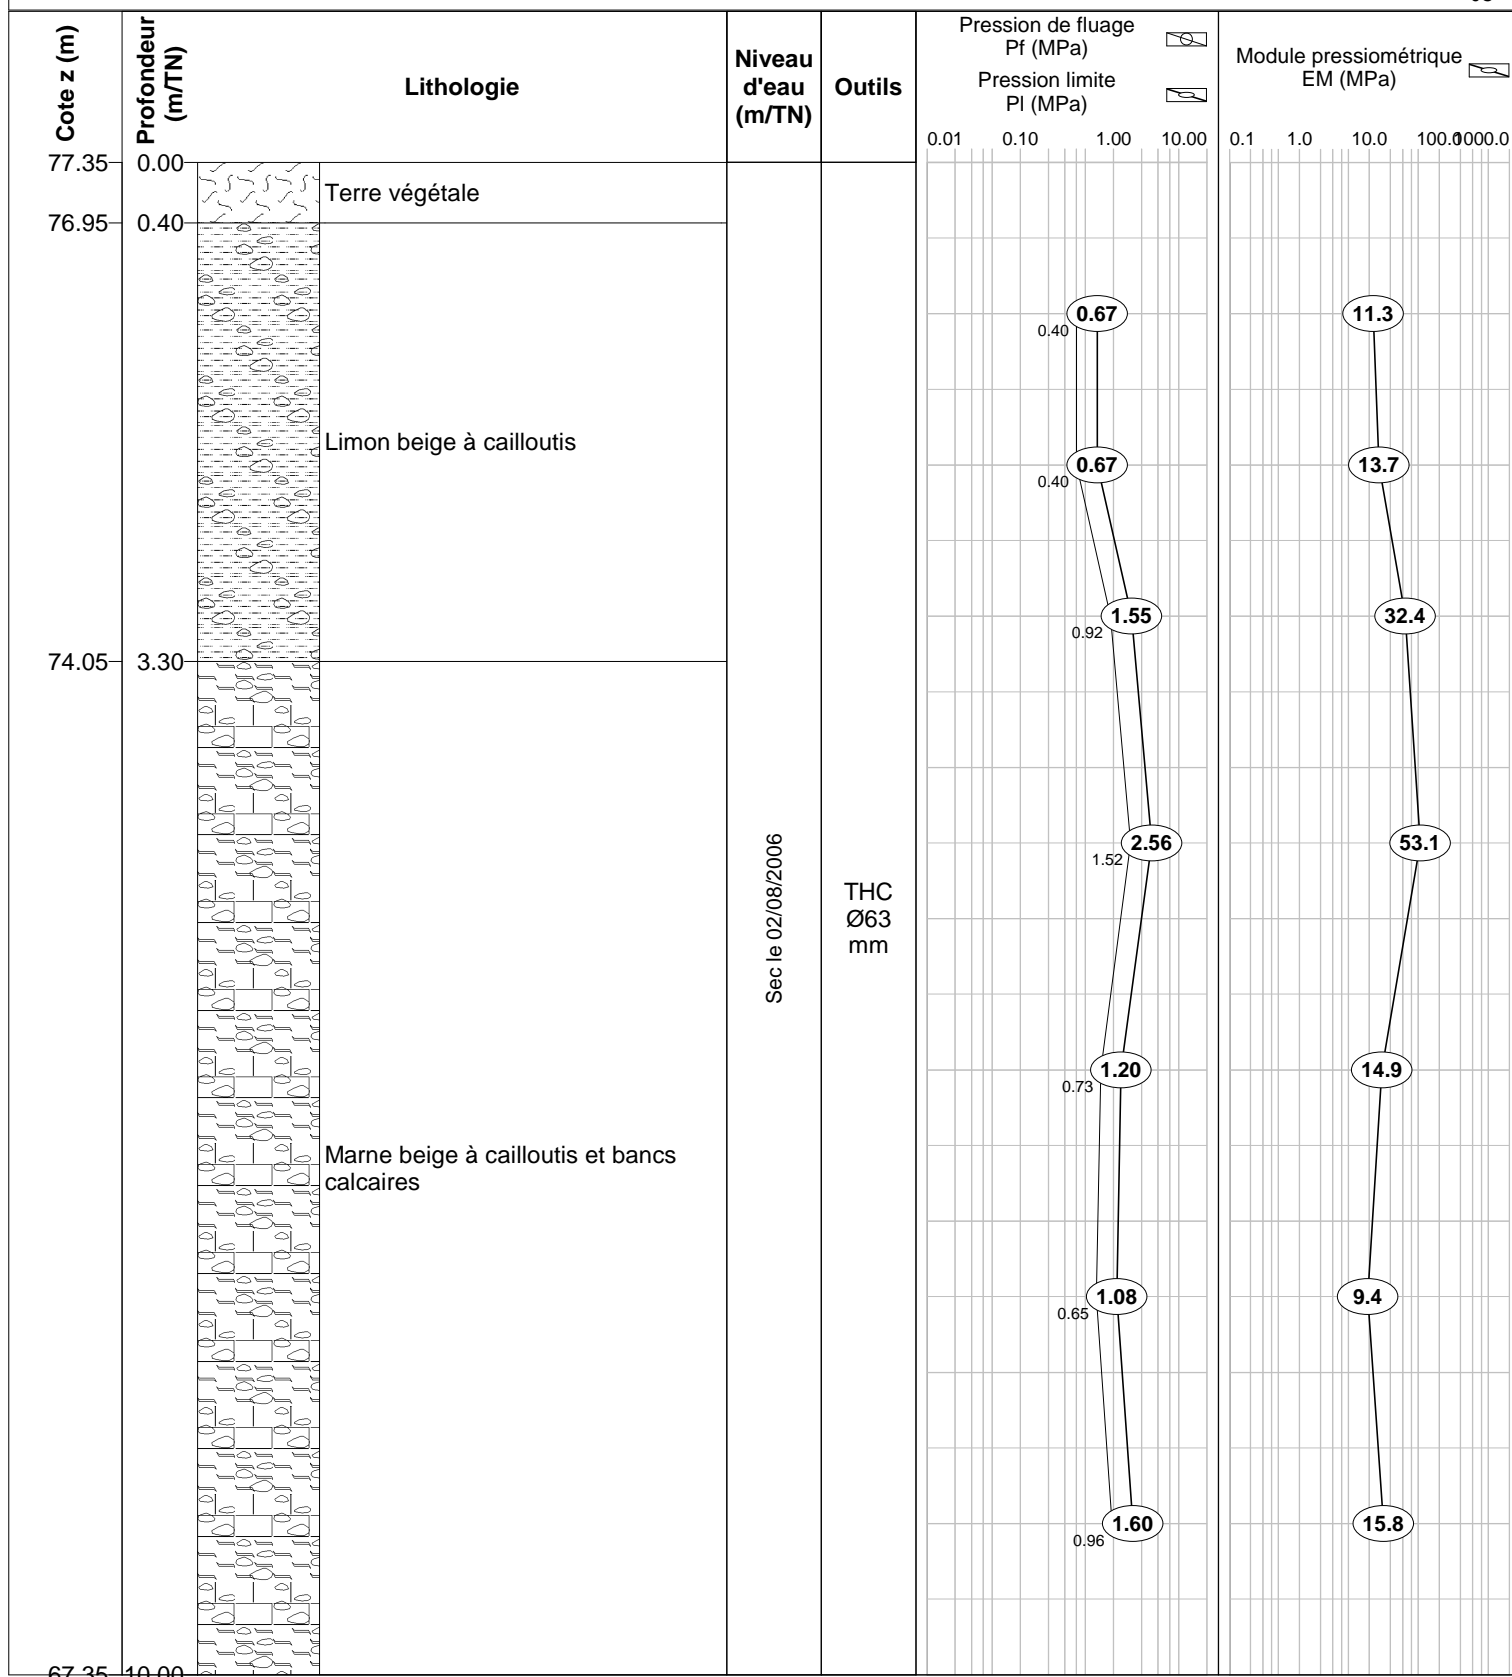 Cote z (m)
Profondeur
(m/TN)
Lithologie
Niveau
d'eau
(m/TN)
Outils
Pression de fluage
Pf (MPa)
Pression limite
Pl (MPa)
Module pressiométrique
EM (MPa)
0.01 0.10 1.00 10.00
0.1 1.0 10.0 100.0 1000.0
77.35 0.00
Terre végétale
76.95 0.40
0.67 11.3
0.40
Limon beige à cailloutis
0.67 13.7
0.40
1.55 32.4
0.92
74.05 3.30
2.56 53.1
1.52
Sec le 02/08/2006
THC
Ø63
mm
1.20 14.9
0.73
Marne beige à cailloutis et bancs
calcaires
1.08 9.4
0.65
1.60 15.8
0.96
67.35 10.00